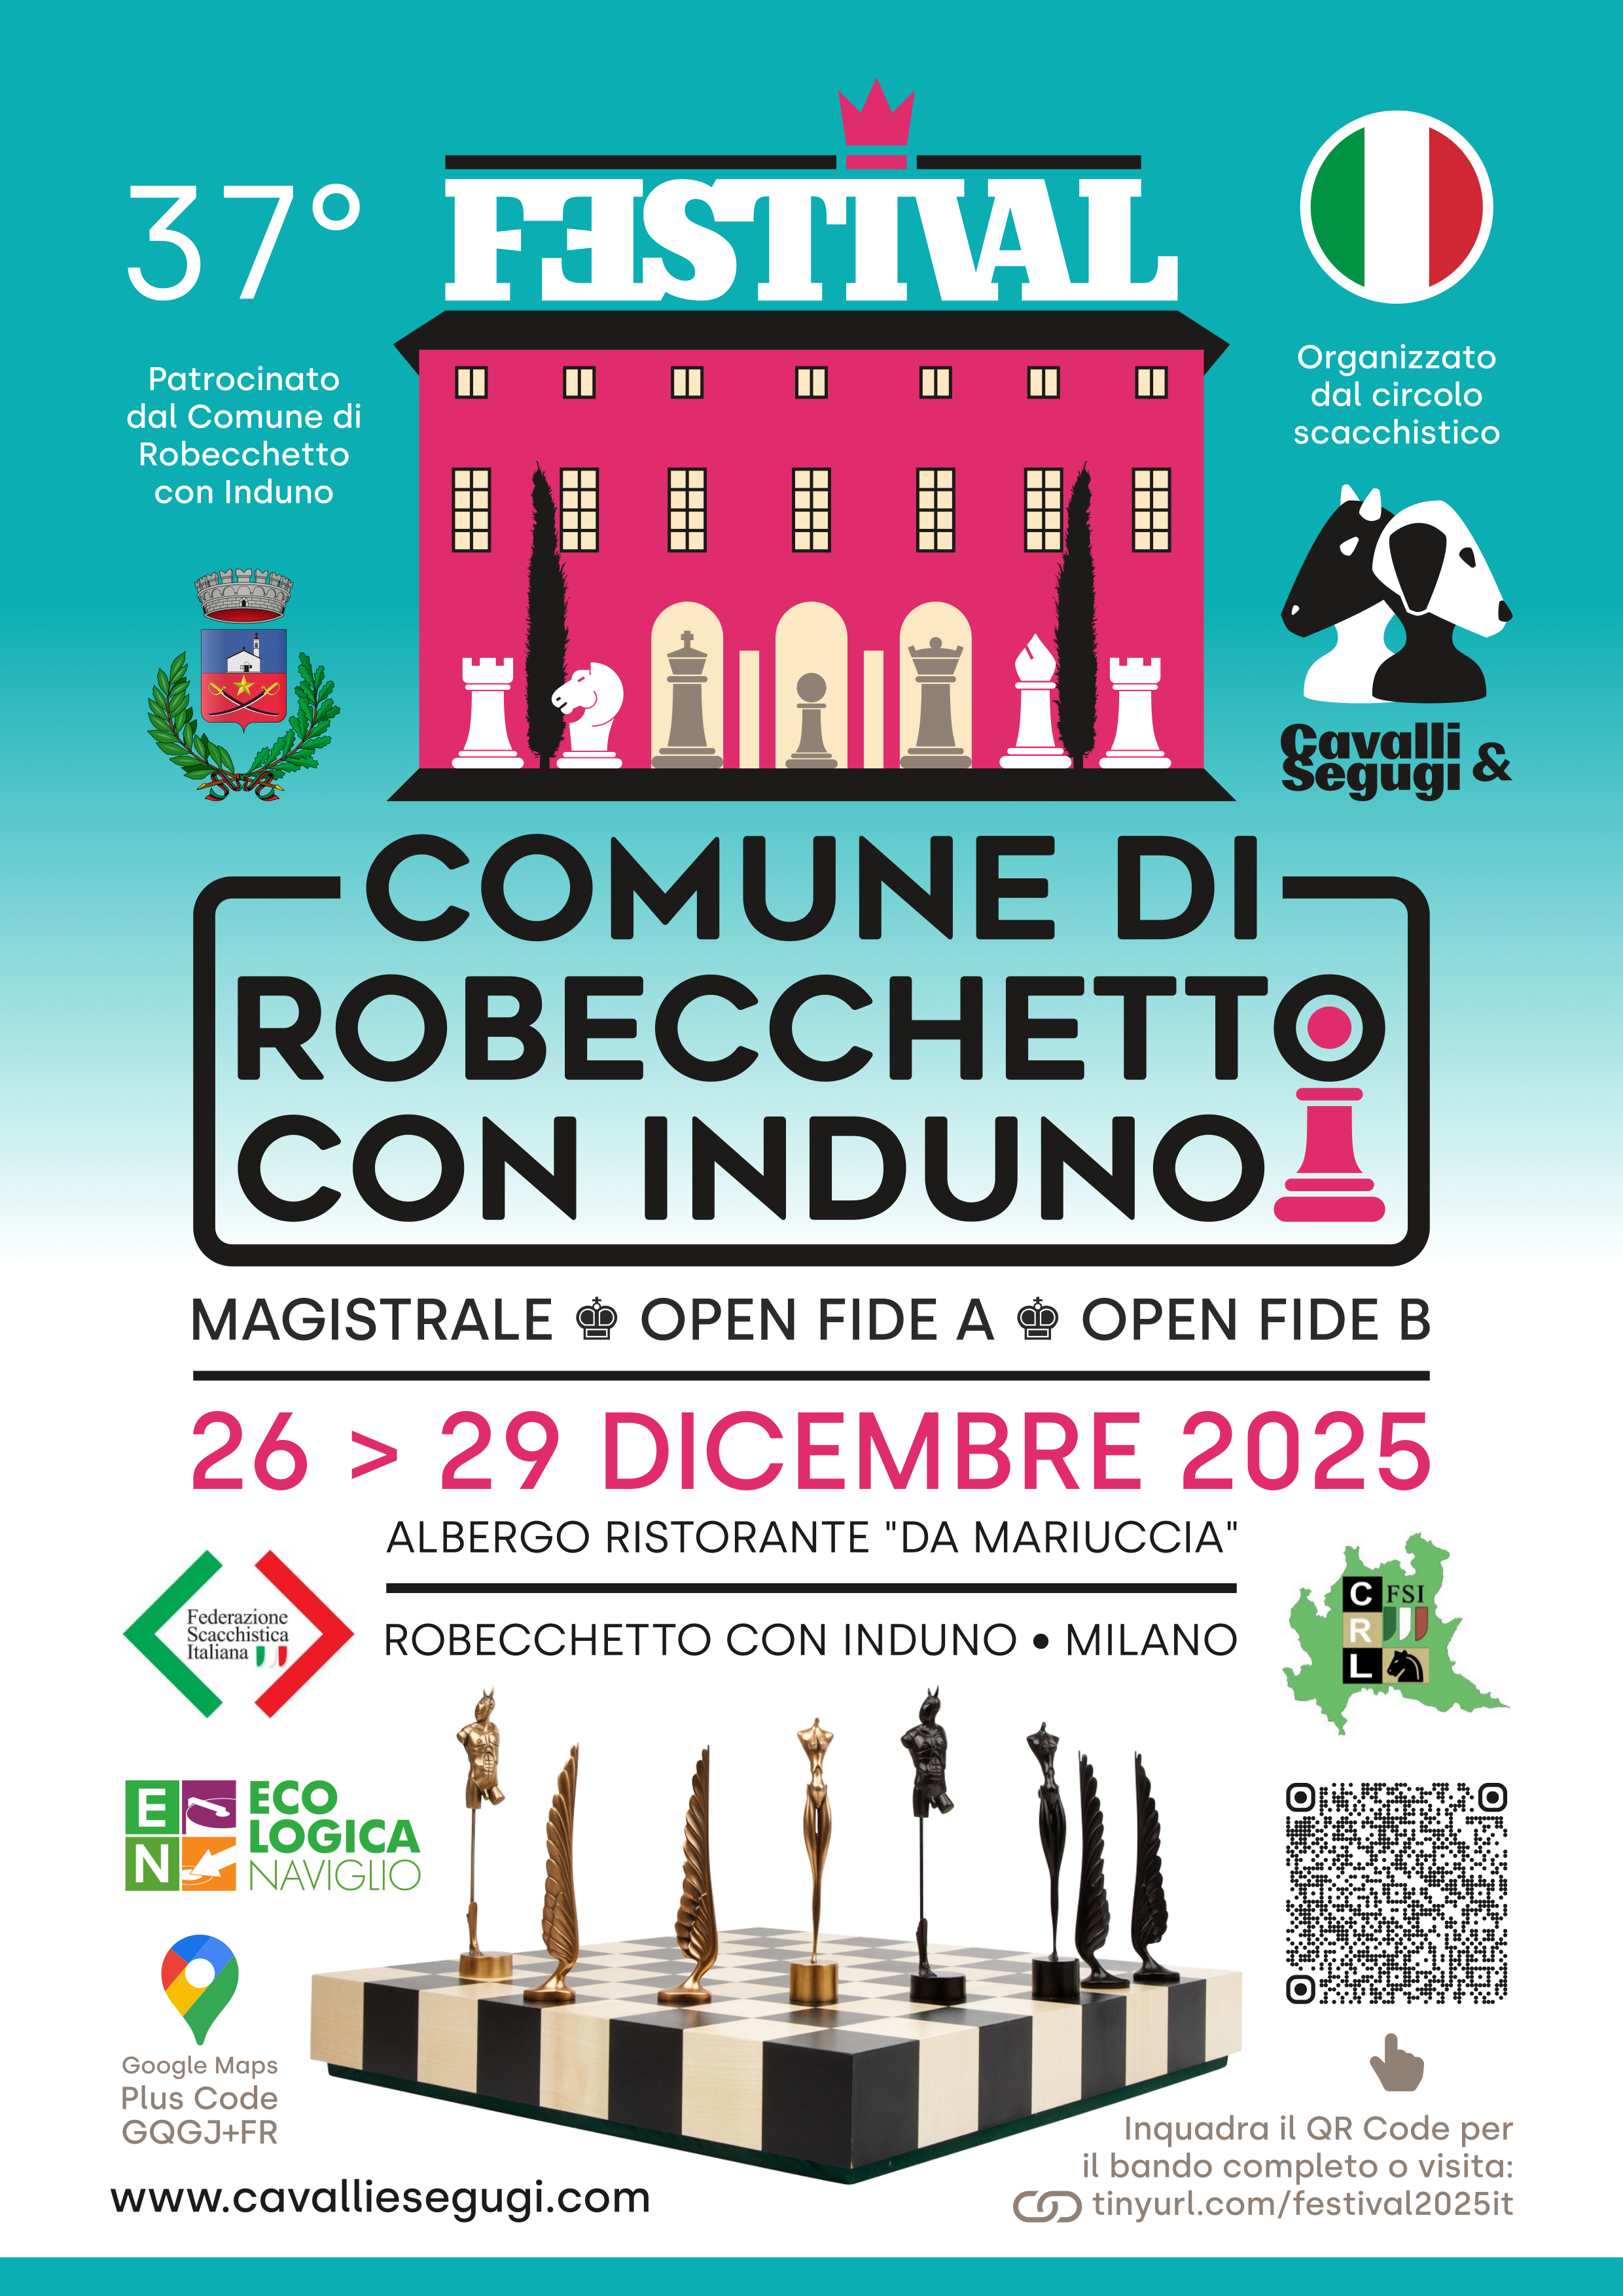 37°
FESTIVAL
Patrocinato
dal Comune di
Robecchetto
con Induno
Organizzato
dal circolo
scacchistico
Cavalli
Segugi &
COMUNE DI
ROBECCHETTO
CON INDUNO
MAGISTRALE ♚ OPEN FIDE A ♚ OPEN FIDE B
26 > 29 DICEMBRE 2025
ALBERGO RISTORANTE "DA MARIUCCIA"
ROBECCHETTO CON INDUNO • MILANO
Federazione
Scacchistica
Italiana
C FSI
R
L
E
N
ECO
LOGICA
NAVIGLIO
Google Maps
Plus Code
GQGJ+FR
www.cavalliesegugi.com
Inquadra il QR Code per
il bando completo o visita:
tinyurl.com/festival2025it